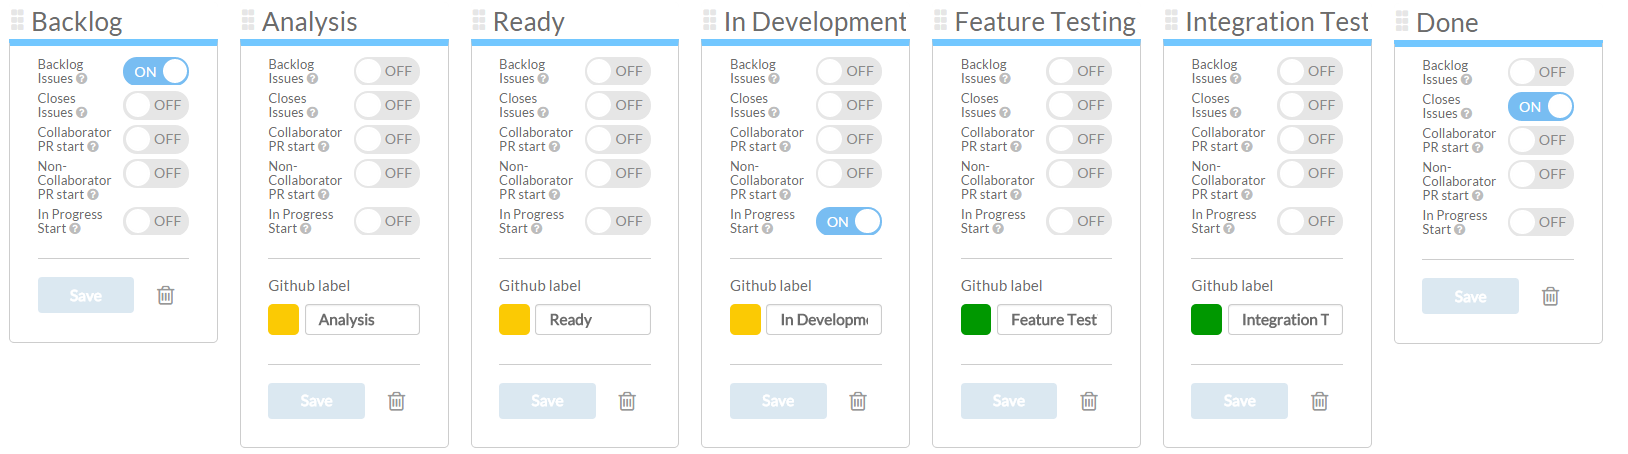 Backlog
Backlog
Issues ?
ON
Closes
Issues ?
OFF
Collaborator
PR start ?
OFF
Non-
Collaborator
PR start ?
OFF
In Progress
Start ?
OFF
Save
Analysis
Backlog
Issues ?
OFF
Closes
Issues ?
OFF
Collaborator
PR start ?
OFF
Non-
Collaborator
PR start ?
OFF
In Progress
Start ?
OFF
Github label
Analysis
Save
Ready
Backlog
Issues ?
OFF
Closes
Issues ?
OFF
Collaborator
PR start ?
OFF
Non-
Collaborator
PR start ?
OFF
In Progress
Start ?
OFF
Github label
Ready
Save
In Development
Backlog
Issues ?
OFF
Closes
Issues ?
OFF
Collaborator
PR start ?
OFF
Non-
Collaborator
PR start ?
OFF
In Progress
Start ?
ON
Github label
In Developm
Save
Feature Testing
Backlog
Issues ?
OFF
Closes
Issues ?
OFF
Collaborator
PR start ?
OFF
Non-
Collaborator
PR start ?
OFF
In Progress
Start ?
OFF
Github label
Feature Test
Save
Integration Test
Backlog
Issues ?
OFF
Closes
Issues ?
OFF
Collaborator
PR start ?
OFF
Non-
Collaborator
PR start ?
OFF
In Progress
Start ?
OFF
Github label
Integration T
Save
Done
Backlog
Issues ?
OFF
Closes
Issues ?
ON
Collaborator
PR start ?
OFF
Non-
Collaborator
PR start ?
OFF
In Progress
Start ?
OFF
Save